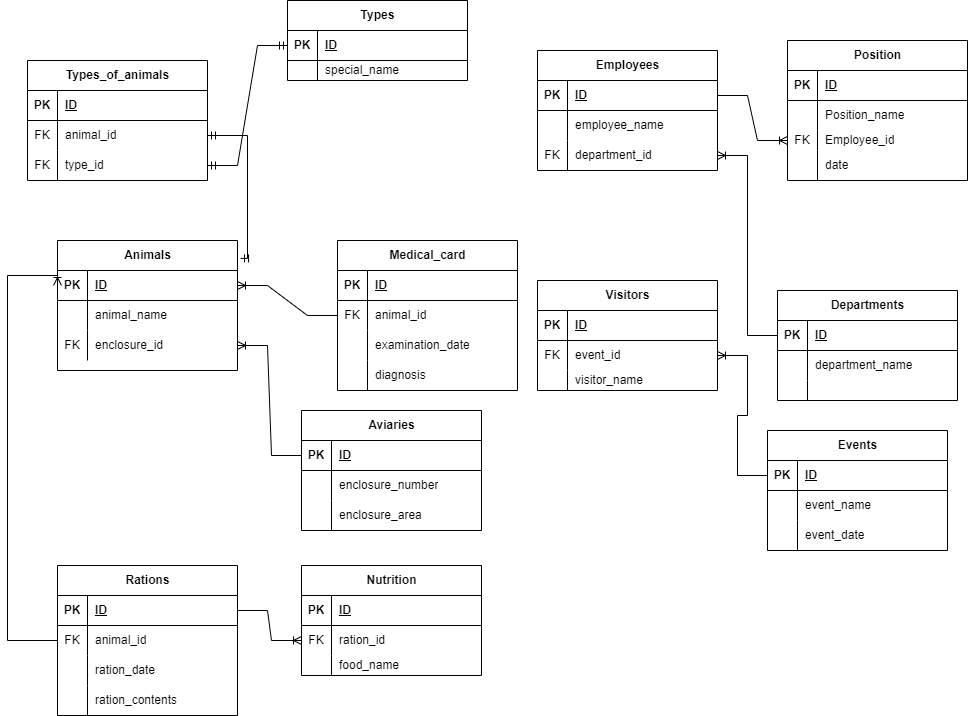 Types
PK ID
special_name
Types_of_animals
PK ID
FK animal_id
FK type_id
Employees
PK ID
employee_name
FK department_id
Position
PK ID
Position_name
FK Employee_id
date
Animals
PK ID
animal_name
FK enclosure_id
Medical_card
PK ID
FK animal_id
examination_date
diagnosis
Visitors
PK ID
FK event_id
visitor_name
Departments
PK ID
department_name
Aviaries
PK ID
enclosure_number
enclosure_area
Events
PK ID
event_name
event_date
Rations
PK ID
FK animal_id
ration_date
ration_contents
Nutrition
PK ID
FK ration_id
food_name